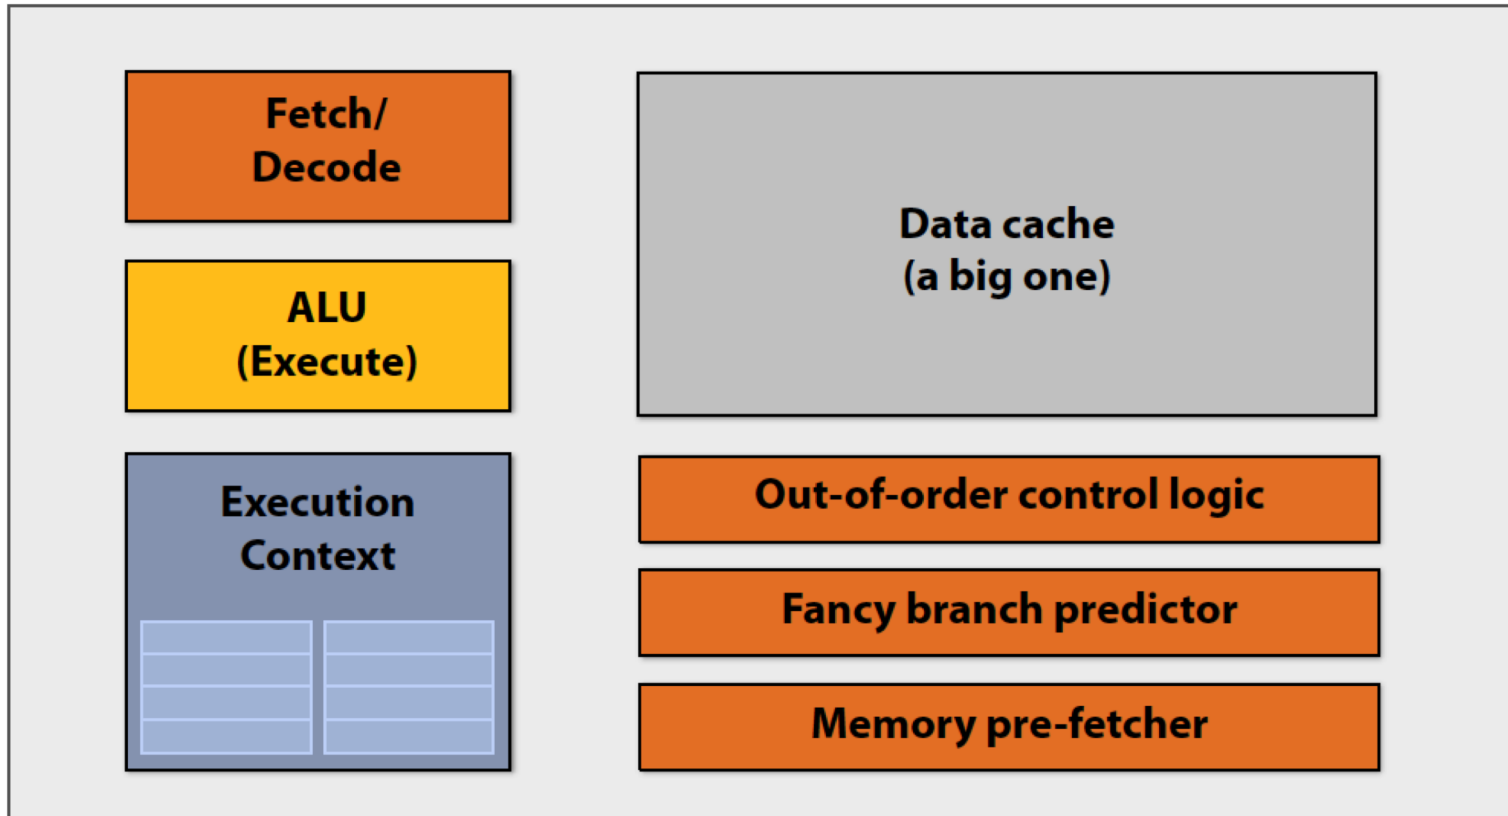 Fetch/
Decode
ALU
(Execute)
Execution
Context
Data cache
(a big one)
Out-of-order control logic
Fancy branch predictor
Memory pre-fetcher